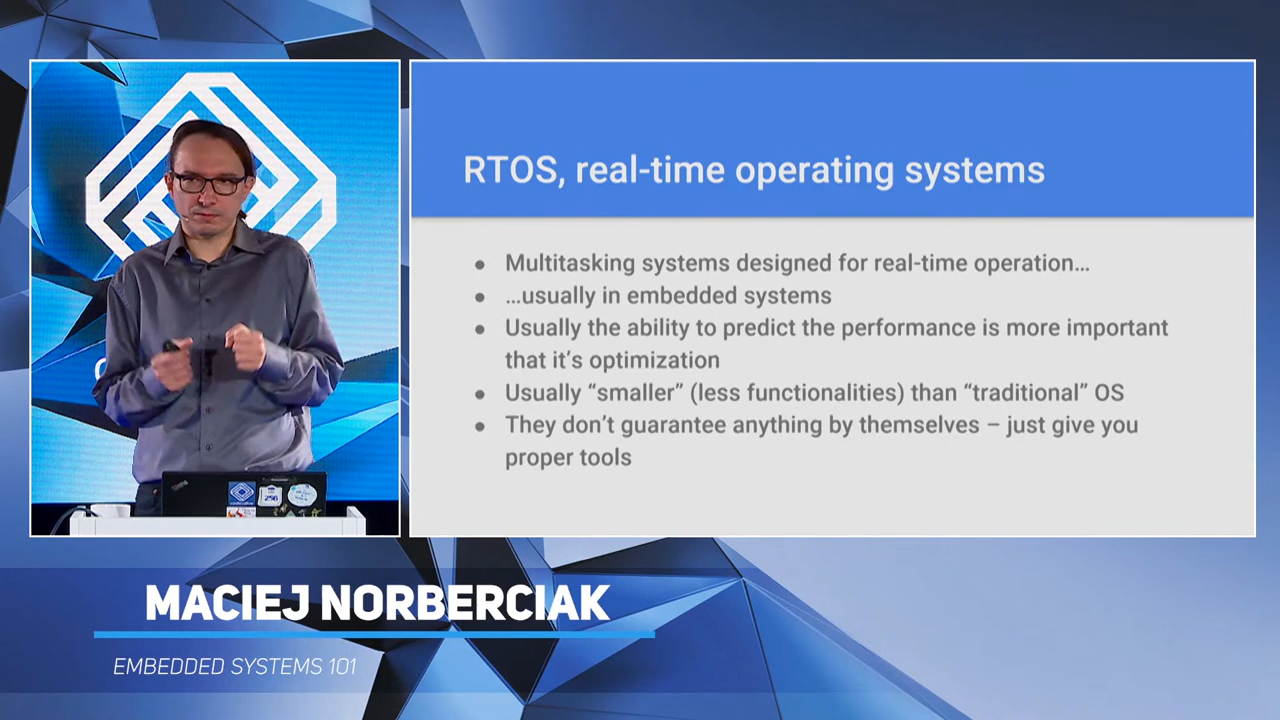 RTOS, real-time operating systems
● Multitasking systems designed for real-time operation...
● ...usually in embedded systems
● Usually the ability to predict the performance is more important
that it's optimization
● Usually “smaller” (less functionalities) than “traditional” OS
● They don't guarantee anything by themselves – just give you
proper tools
MACIEJ NORBERCIAK
EMBEDDED SYSTEMS 101